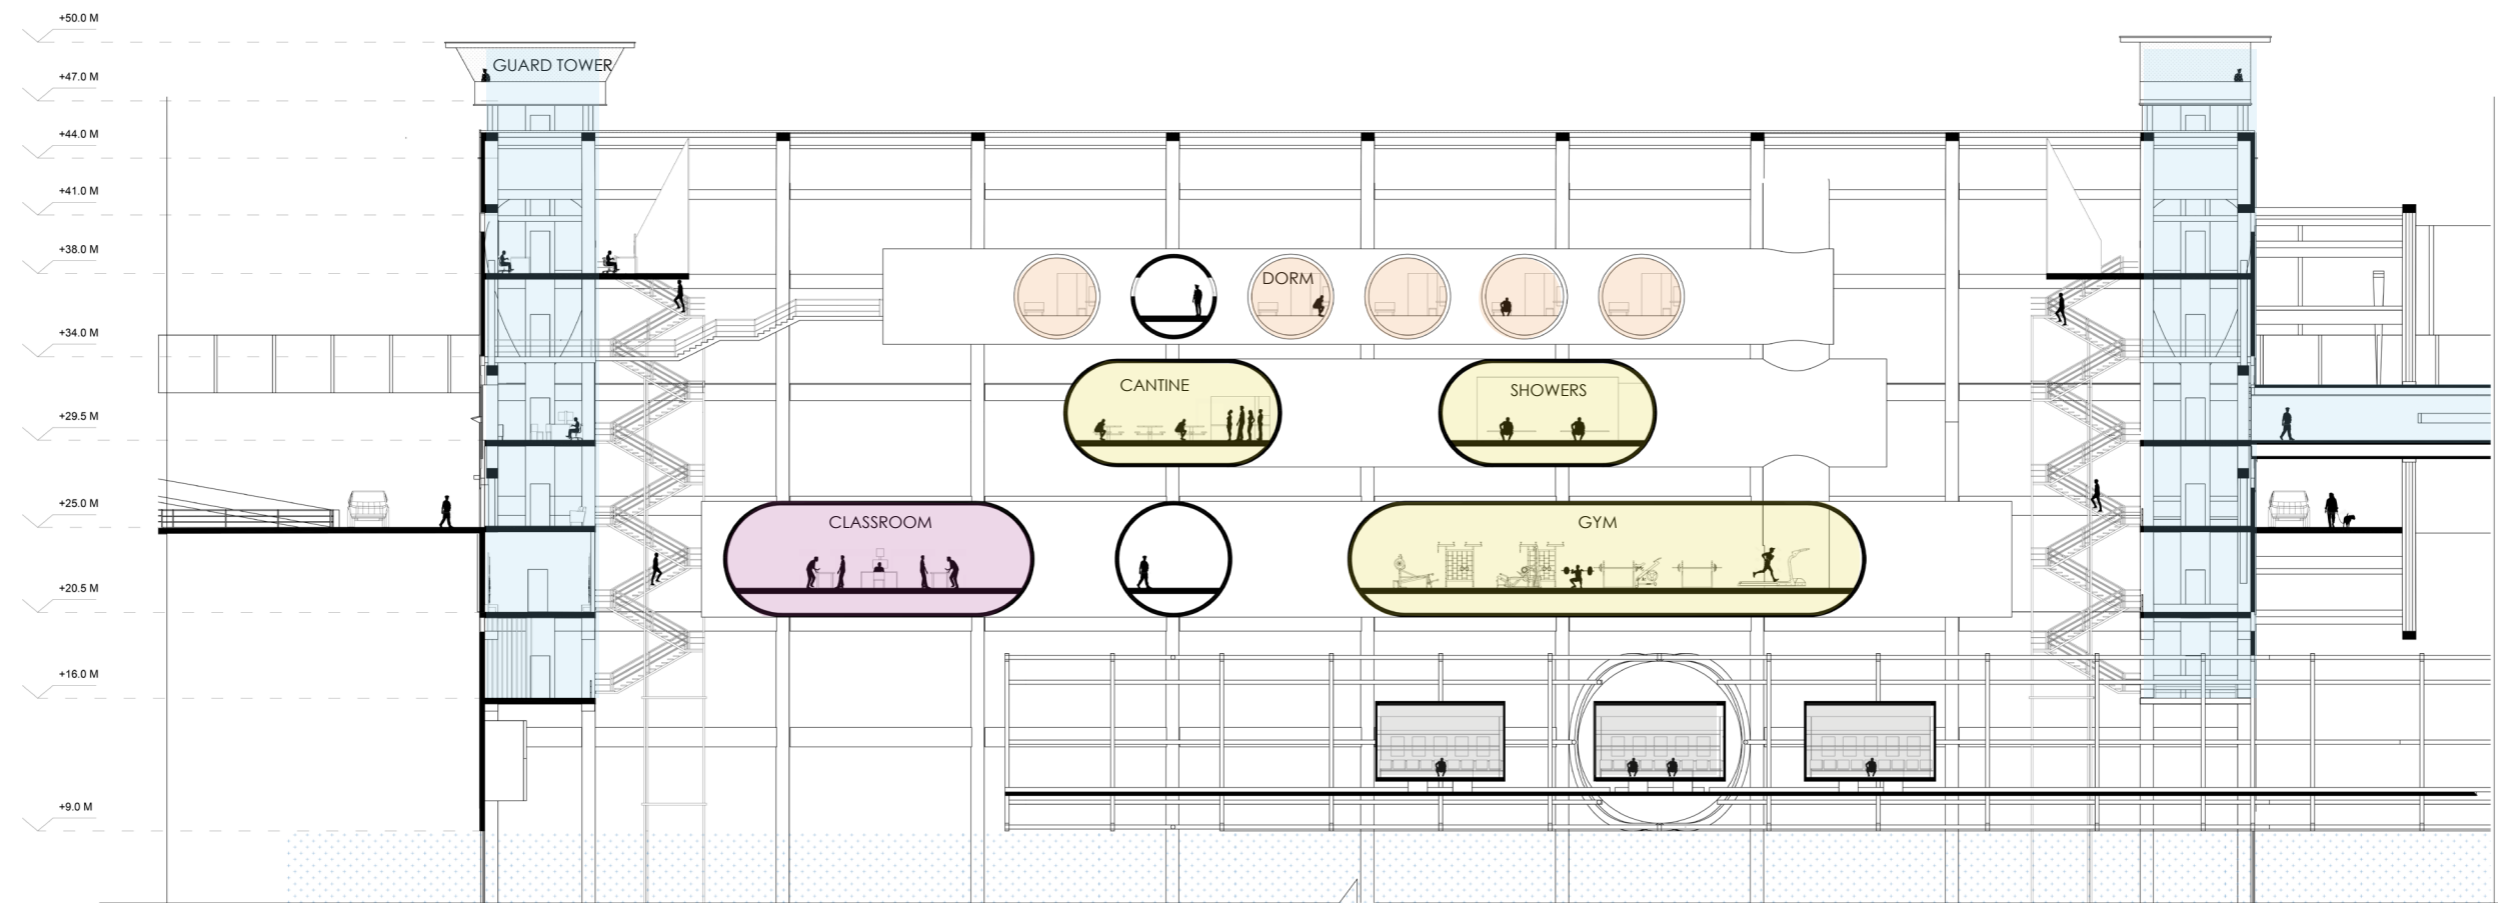 +50.0 M
GUARD TOWER
+47.0 M
+44.0 M
+41.0 M
+38.0 M
DORM
+34.0 M
CANTINE
SHOWERS
+29.5 M
+25.0 M
CLASSROOM
GYM
+20.5 M
+16.0 M
+9.0 M